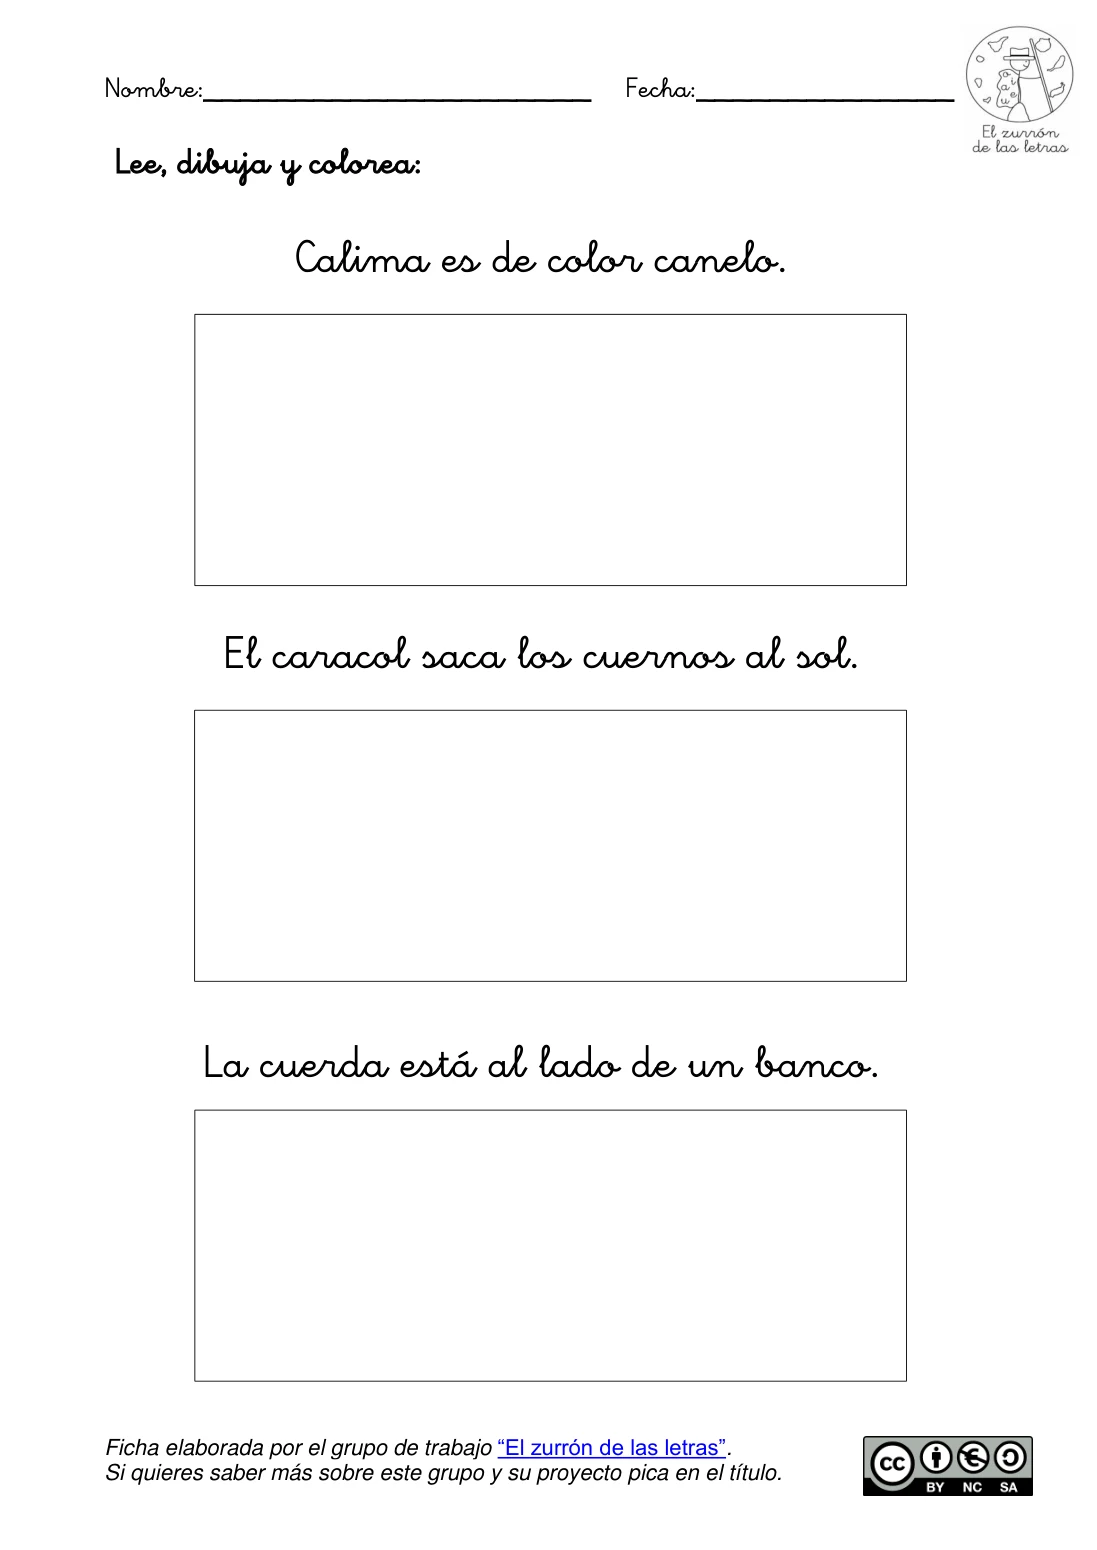 Nombre:_______________________ Fecha:_______________
El zurrón
de las letras
Lee, dibuja y colorea:
Calima es de color canelo.
El caracol saca los cuernos al sol.
La cuerda está al lado de un banco.
Ficha elaborada por el grupo de trabajo “El zurrón de las letras”.
Si quieres saber más sobre este grupo y su proyecto pica en el título.
cc
BY NC SA